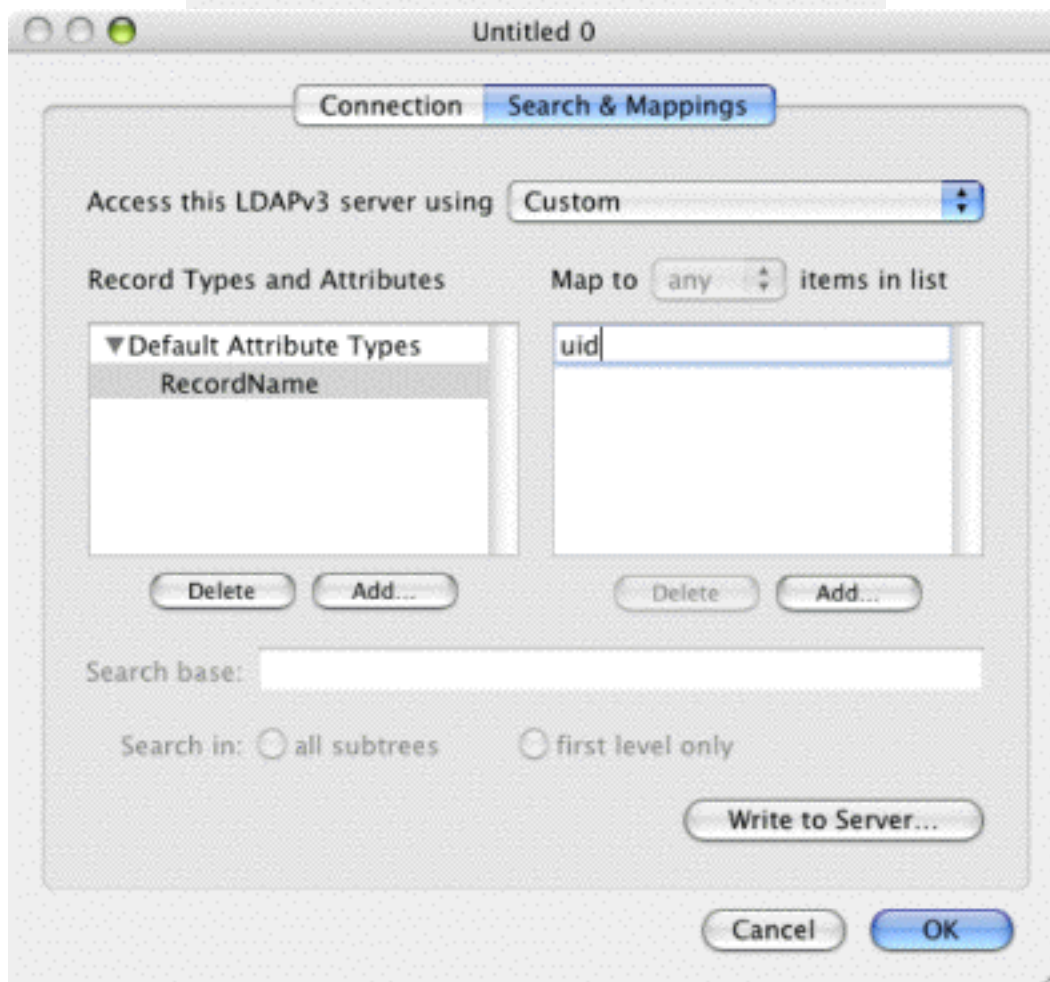 Untitled 0
Connection Search & Mappings
Access this LDAPv3 server using Custom
Record Types and Attributes Map to any items in list
Default Attribute Types uid
RecordName
Delete Add... Delete Add...
Search base:
Search in: all subtrees first level only
Write to Server...
Cancel OK